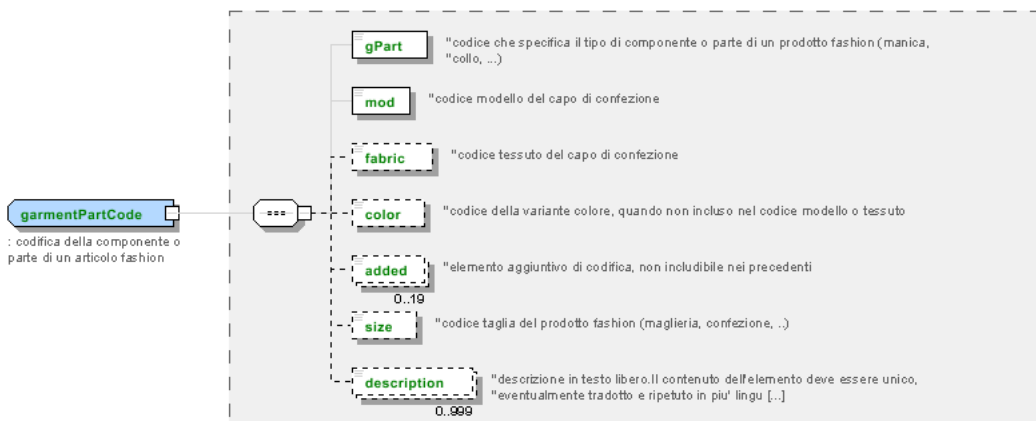 gPart
"codice che specifica il tipo di componente o parte di un prodotto fashion (manica,
"collo, ...)
mod
"codice modello del capo di confezione
fabric
"codice tessuto del capo di confezione
garmentPartCode
: codifica della componente o
parte di un articolo fashion
color
"codice della variante colore, quando non incluso nel codice modello o tessuto
added
"elemento aggiuntivo di codifica, non includibile nei precedenti
0..19
size
"codice taglia del prodotto fashion (maglieria, confezione, ..)
description
"descrizione in testo libero.Il contenuto dell'elemento deve essere unico,
"eventualmente tradotto e ripetuto in piu' lingu [...]
0..999